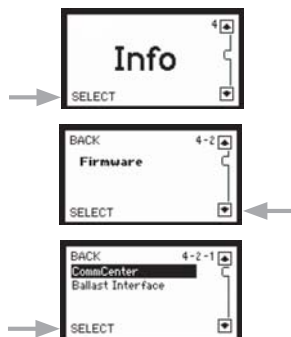 4
Info
SELECT
BACK 4-2
Firmware
SELECT
BACK 4-2-1
CommCenter
Ballast Interface
SELECT